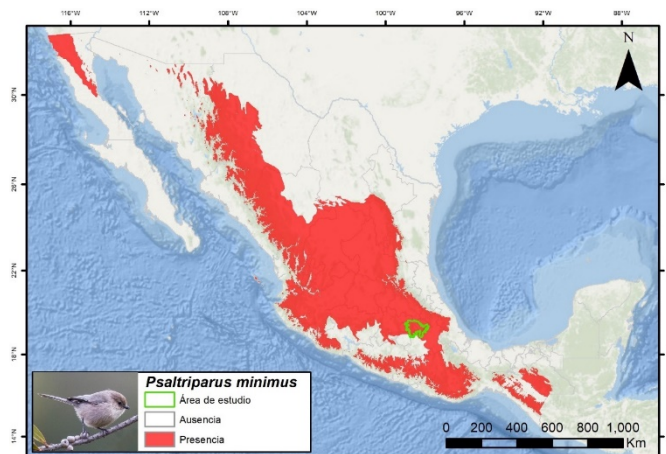 116°W 112°W 108°W 104°W 100°W 96°W 92°W 88°W
N
30°N
26°N
22°N
18°N
14°N
Psaltriparus minimus
Área de estudio
Ausencia
Presencia
0 200 400 600 800 1,000
Km